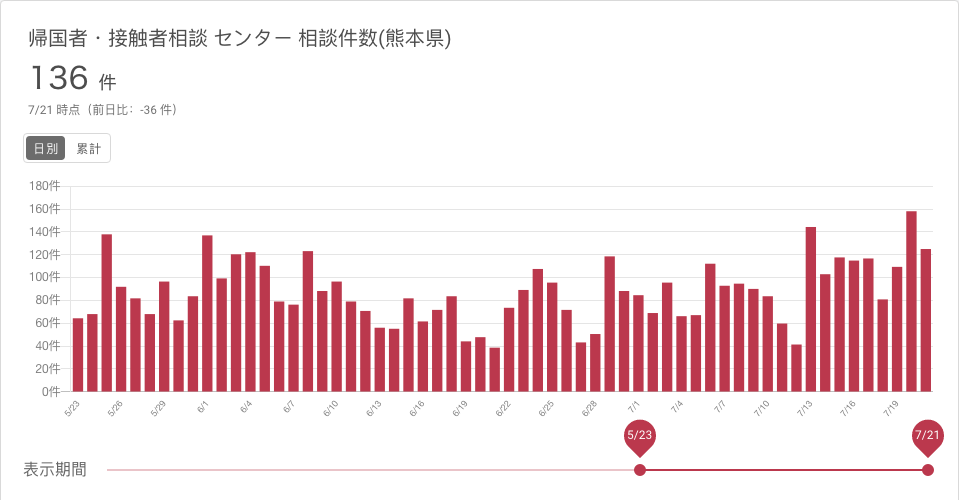 帰国者・接触者相談 センター 相談件数(熊本県)
136 件
7/21 時点（前日比：-36 件）
日別 累計
180件
160件
140件
120件
100件
80件
60件
40件
20件
0件
5/23 5/26 5/29 6/1 6/4 6/7 6/10 6/13 6/16 6/19 6/22 6/25 6/28 7/1 7/4 7/7 7/10 7/13 7/16 7/19
5/23 7/21
表示期間